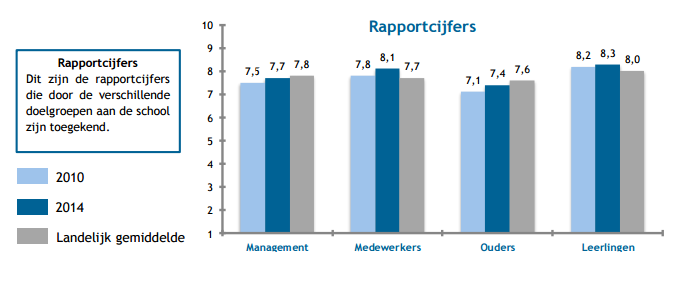 Rapportcijfers
Rapportcijfers
Dit zijn de rapportcijfers
die door de verschillende
doelgroepen aan de school
zijn toegekend.
2010
2014
Landelijk gemiddelde
10
9
8
7
6
5
4
3
2
1
7,5 7,7 7,8
7,8 8,1 7,7
7,1 7,4 7,6
8,2 8,3 8,0
Management Medewerkers Ouders Leerlingen